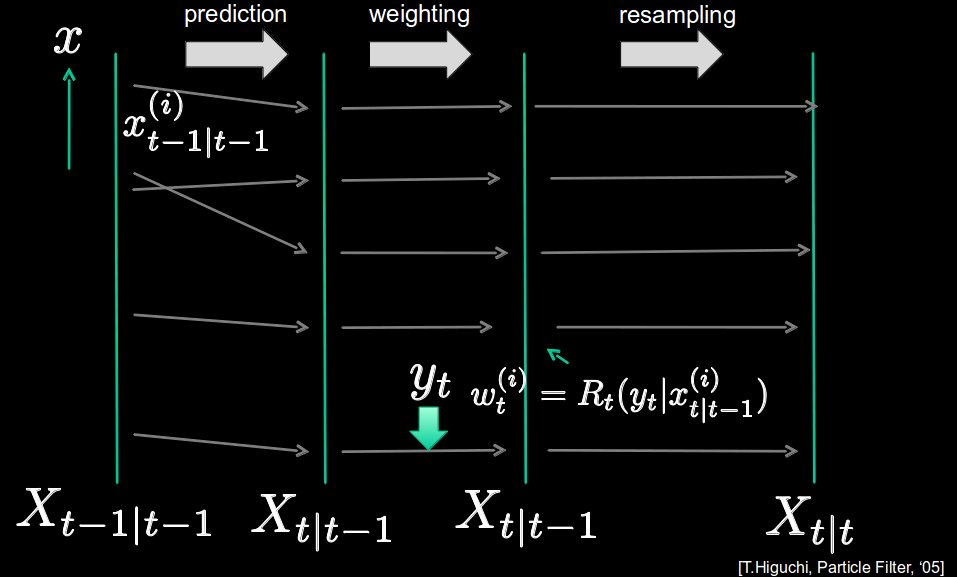 prediction
weighting
resampling
x
x_{t-1|t-1}^{(i)}
y_t
w_t^{(i)} = R_t(y_t|x_{t|t-1}^{(i)})
X_{t-1|t-1}
X_{t|t-1}
X_{t|t-1}
X_{t|t}
[T.Higuchi, Particle Filter, ‘05]